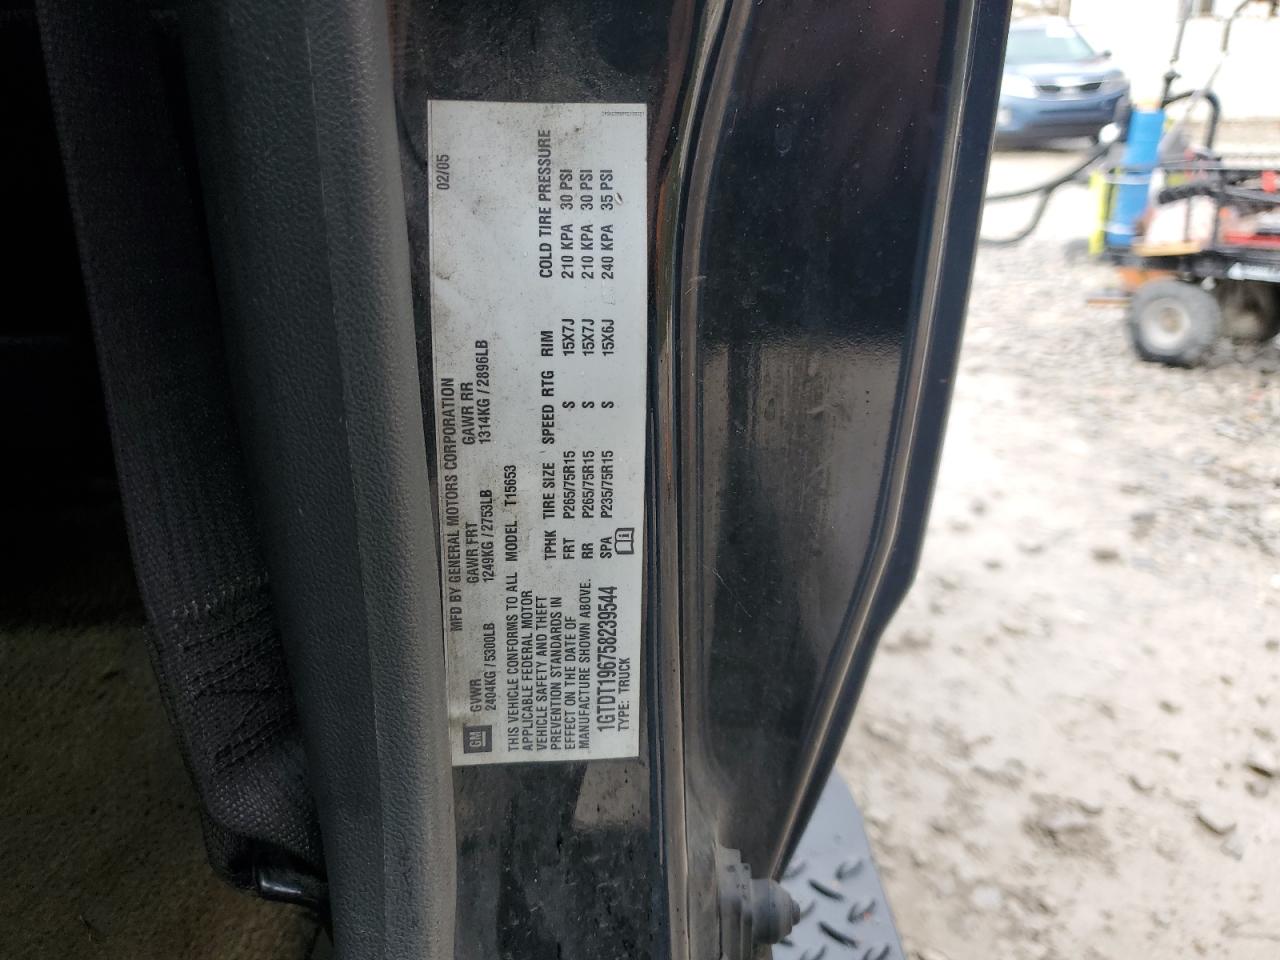 02/05
MFD BY GENERAL MOTORS CORPORATION
GVWR GAWR FRT GAWR RR
2404KG / 5300LB 1249KG / 2753LB 1314KG / 2896LB
GM
THIS VEHICLE CONFORMS TO ALL
APPLICABLE FEDERAL MOTOR
VEHICLE SAFETY AND THEFT
PREVENTION STANDARDS IN
EFFECT ON THE DATE OF
MANUFACTURE SHOWN ABOVE.
1GTDT196758239544
TYPE: TRUCK
MODEL T15653
TPHK TIRE SIZE SPEED RTG RIM COLD TIRE PRESSURE
FRT P265/75R15 S 15X7J 210 KPA 30 PSI
RR P265/75R15 S 15X7J 210 KPA 30 PSI
SPA P235/75R15 S 15X6J 240 KPA 35 PSI